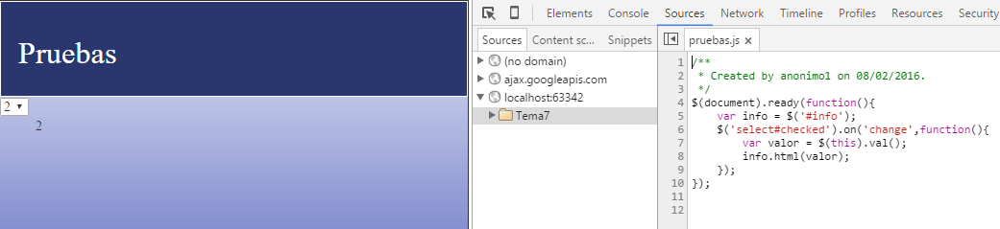 Pruebas
2
2
Elements Console Sources Network Timeline Profiles Resources Security
Sources Content sc... Snippets
(no domain)
ajax.googleapis.com
localhost:63342
Tema7
pruebas.js ×
1 /**
2  * Created by anonimo1 on 08/02/2016.
3  */
4 $(document).ready(function(){
5     var info = $('#info');
6     $('select#checked').on('change',function(){
7         var valor = $(this).val();
8         info.html(valor);
9     });
10 });
11
12